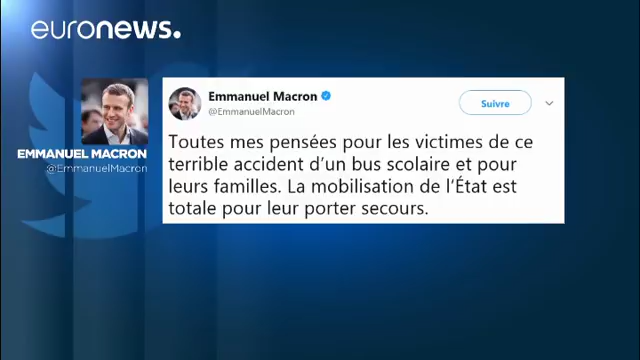 euronews.
EMMANUEL MACRON
@EmmanuelMacron
Emmanuel Macron
@EmmanuelMacron
Suivre
Toutes mes pensées pour les victimes de ce
terrible accident d'un bus scolaire et pour
leurs familles. La mobilisation de l'État est
totale pour leur porter secours.